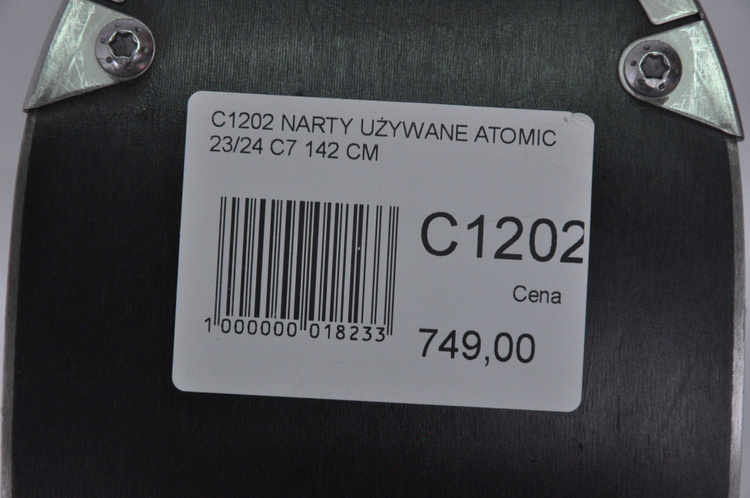 C1202 NARTY UŻYWANE ATOMIC
23/24 C7 142 CM
C1202
Cena
749,00
1 000000 018233